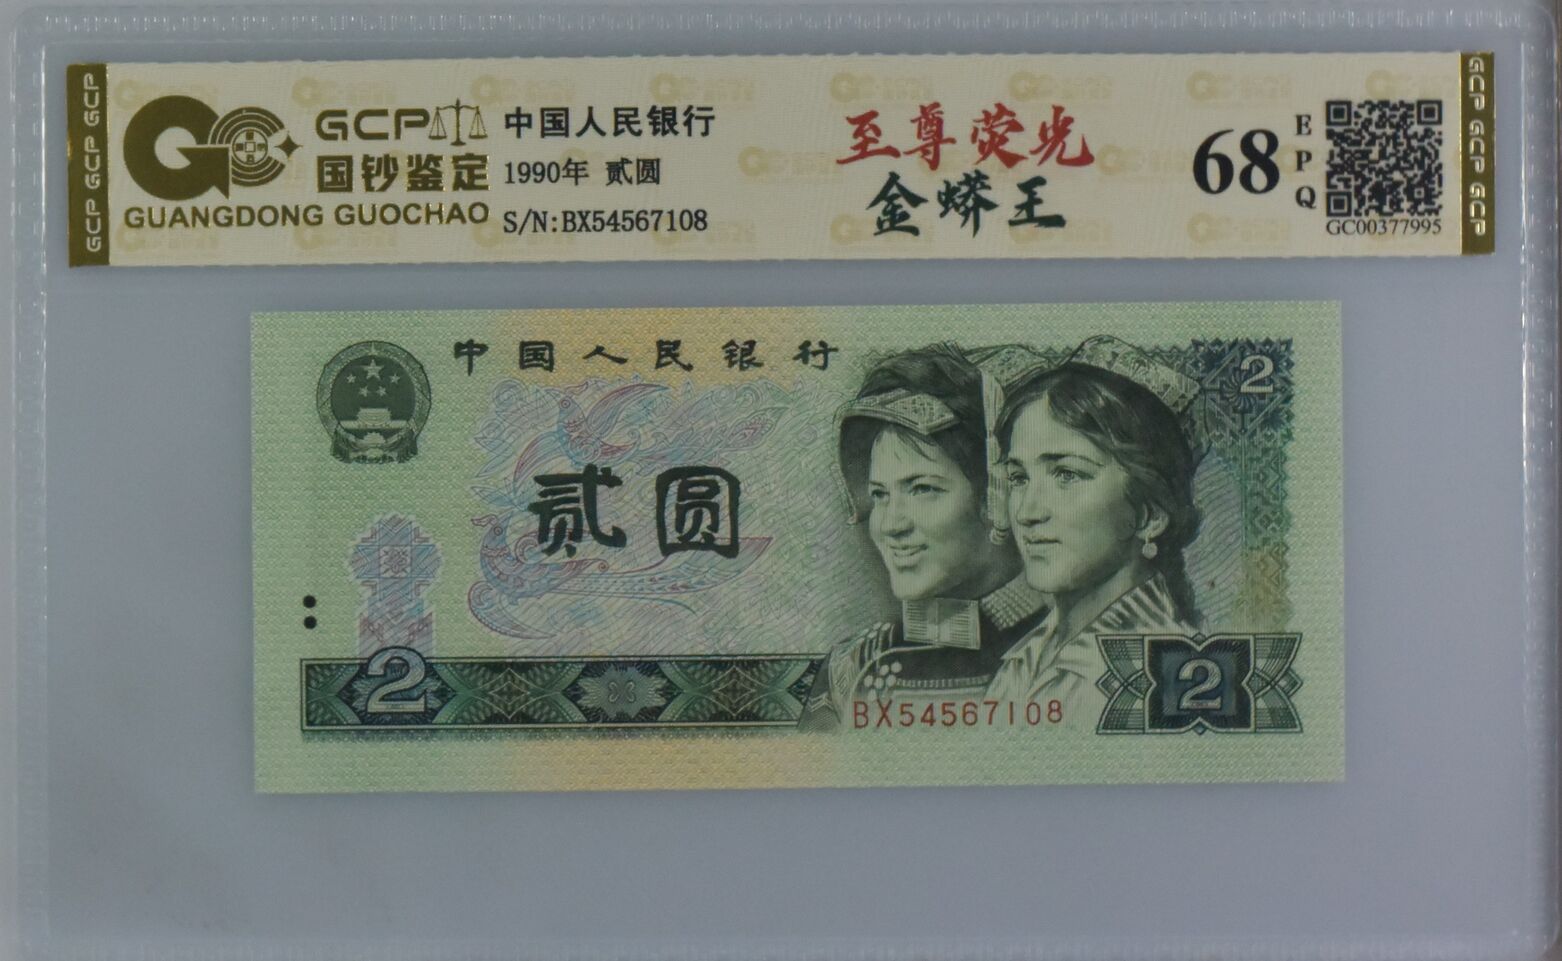 GCP GCP GCP
GCP
国钞鉴定
GUANGDONG GUOCHAO
中国人民银行
1990年 贰圆
S/N:BX54567108
至尊荧光
金蟒王
68
EPQ
GC00377995
GCP GCP GCP
中国人民银行
2
贰圆
2
BX54567108
2